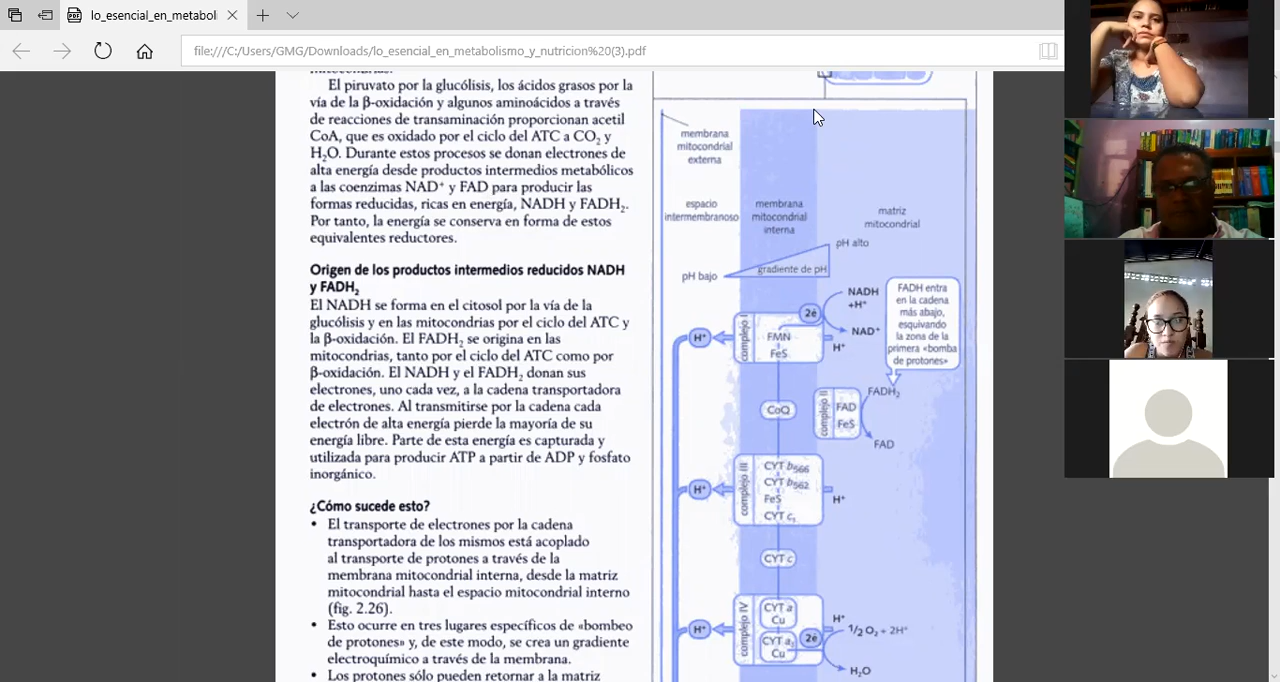 lo_esencial_en_metabol
file:///C:/Users/GMG/Downloads/lo_esencial_en_metabolismo_y_nutricion%20(3).pdf
El piruvato por la glucólisis, los ácidos grasos por la
vía de la β-oxidación y algunos aminoácidos a través
de reacciones de transaminación proporcionan acetil
CoA, que es oxidado por el ciclo del ATC a CO₂ y
H₂O. Durante estos procesos se donan electrones de
alta energía desde productos intermedios metabólicos
a las coenzimas NAD⁺ y FAD para producir las
formas reducidas, ricas en energía, NADH y FADH₂.
Por tanto, la energía se conserva en forma de estos
equivalentes reductores.
Origen de los productos intermedios reducidos NADH
y FADH₂
El NADH se forma en el citosol por la vía de la
glucólisis y en las mitocondrias por el ciclo del ATC y
la β-oxidación. El FADH₂ se origina en las
mitocondrias, tanto por el ciclo del ATC como por
β-oxidación. El NADH y el FADH₂ donan sus
electrones, uno cada vez, a la cadena transportadora
de electrones. Al transmitirse por la cadena cada
electrón de alta energía pierde la mayoría de su
energía libre. Parte de esta energía es capturada y
utilizada para producir ATP a partir de ADP y fosfato
inorgánico.
¿Cómo sucede esto?
• El transporte de electrones por la cadena
transportadora de los mismos está acoplado
al transporte de protones a través de la
membrana mitocondrial interna, desde la matriz
mitocondrial hasta el espacio mitocondrial interno
(fig. 2.26).
• Esto ocurre en tres lugares específicos de «bombeo
de protones» y, de este modo, se crea un gradiente
electroquímico a través de la membrana.
• Los protones sólo pueden retornar a la matriz
membrana
mitocondrial
externa
espacio
intermembranoso
membrana
mitocondrial
interna
matriz
mitocondrial
pH alto
gradiente de pH
pH bajo
FADH entra
en la cadena
más abajo,
esquivando
la zona de la
primera «bomba
de protones»
NADH
+H⁺
2ē
NAD⁺
complejo I
FMN
FeS
H⁺
H⁺
CoQ
complejo II
FAD
FeS
FADH₂
FAD
complejo III
CYT b₅₆₆
CYT b₅₆₂
FeS
CYT c₁
H⁺
H⁺
CYT c
complejo IV
CYT a
Cu
CYT a₃
Cu
2ē
H⁺
H⁺
1/2 O₂ + 2H⁺
H₂O